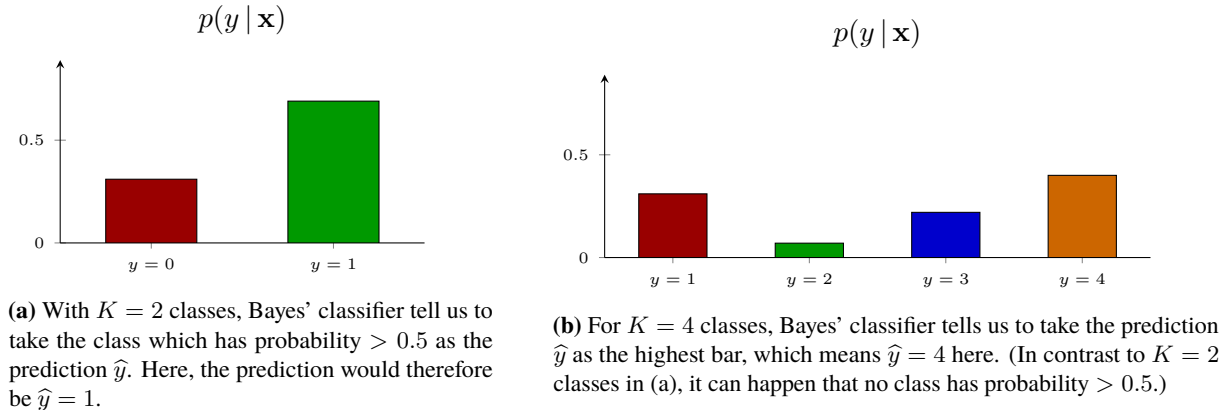 p(y | x)
0.5
0
y = 0 y = 1
(a) With K = 2 classes, Bayes' classifier tell us to
take the class which has probability > 0.5 as the
prediction ŷ. Here, the prediction would therefore
be ŷ = 1.
p(y | x)
0.5
0
y = 1 y = 2 y = 3 y = 4
(b) For K = 4 classes, Bayes' classifier tells us to take the prediction
ŷ as the highest bar, which means ŷ = 4 here. (In contrast to K = 2
classes in (a), it can happen that no class has probability > 0.5.)